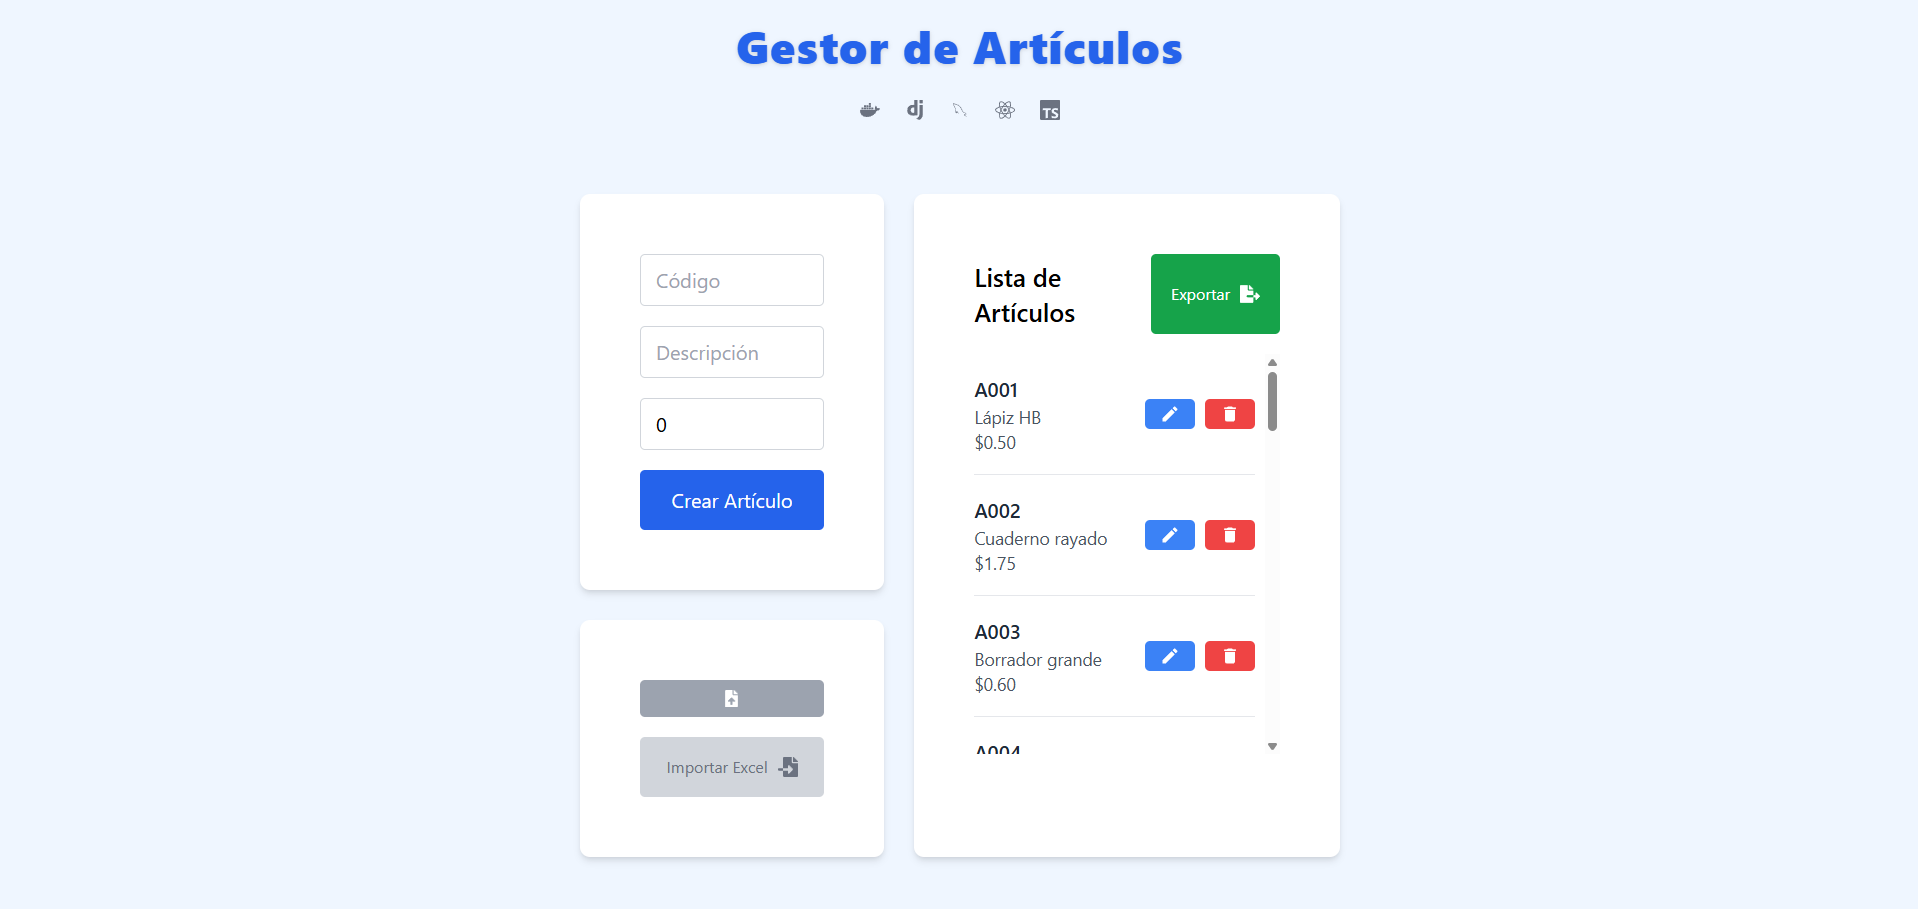 Gestor de Artículos
dj
TS
Código
Descripción
0
Crear Artículo
Importar Excel
Lista de
Artículos
Exportar
A001
Lápiz HB
$0.50
A002
Cuaderno rayado
$1.75
A003
Borrador grande
$0.60
A004